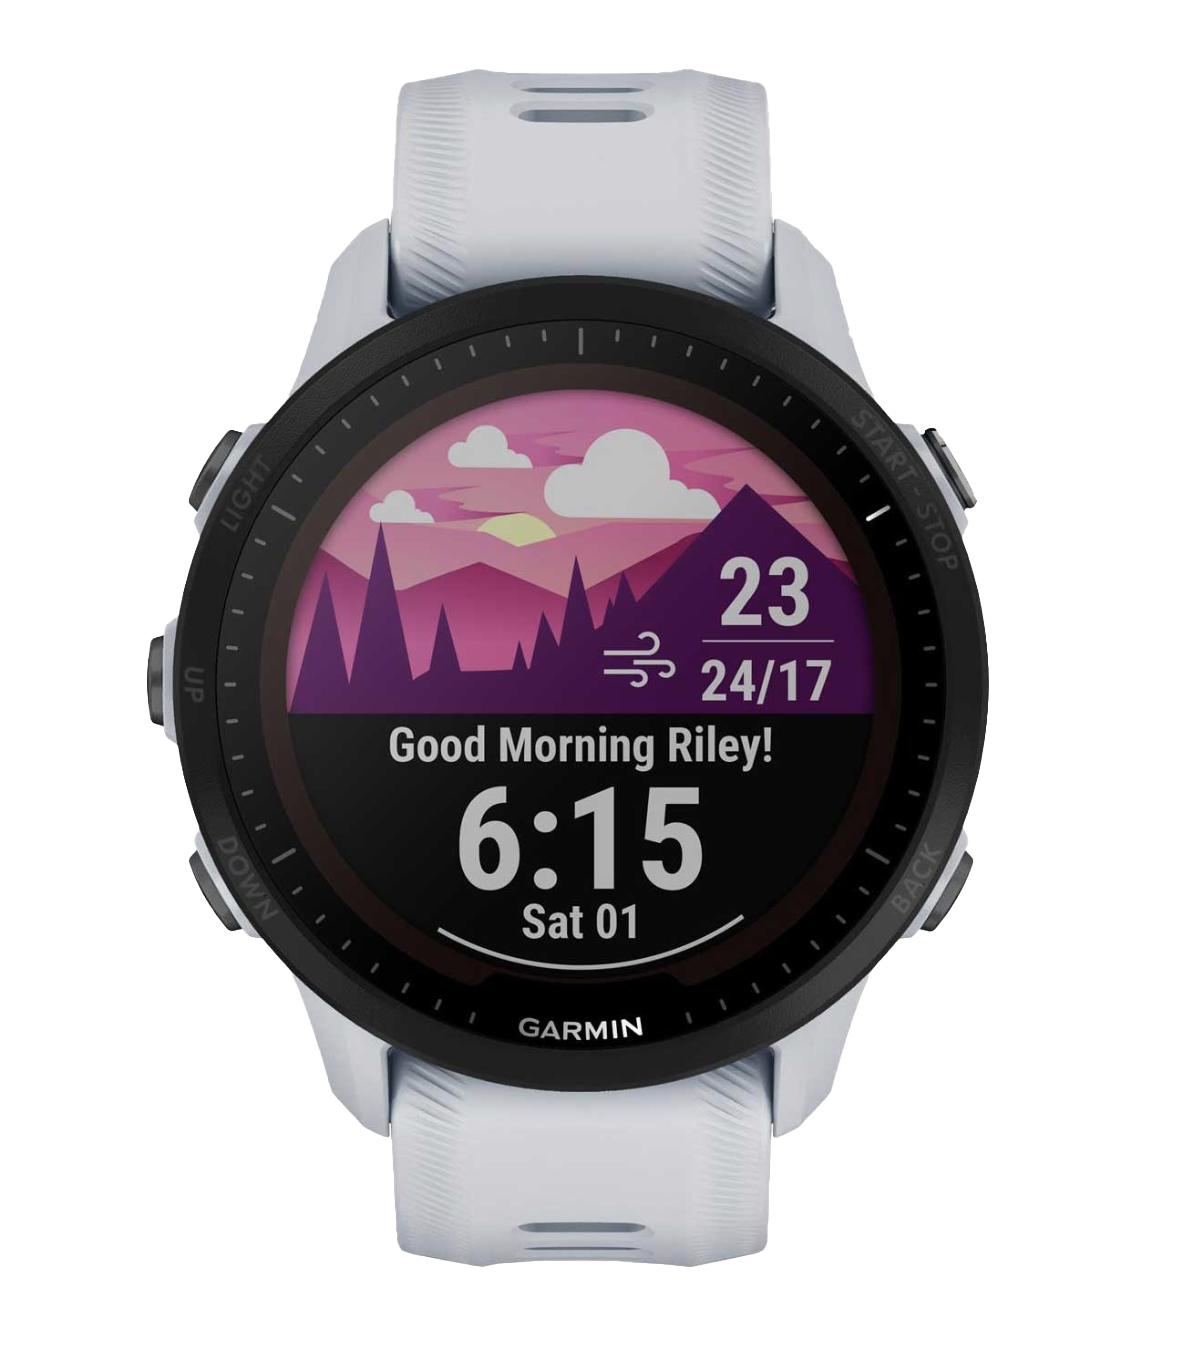 START-STOP
LIGHT
23
24/17
UP
Good Morning Riley!
6:15
Sat 01
DOWN
BACK
GARMIN